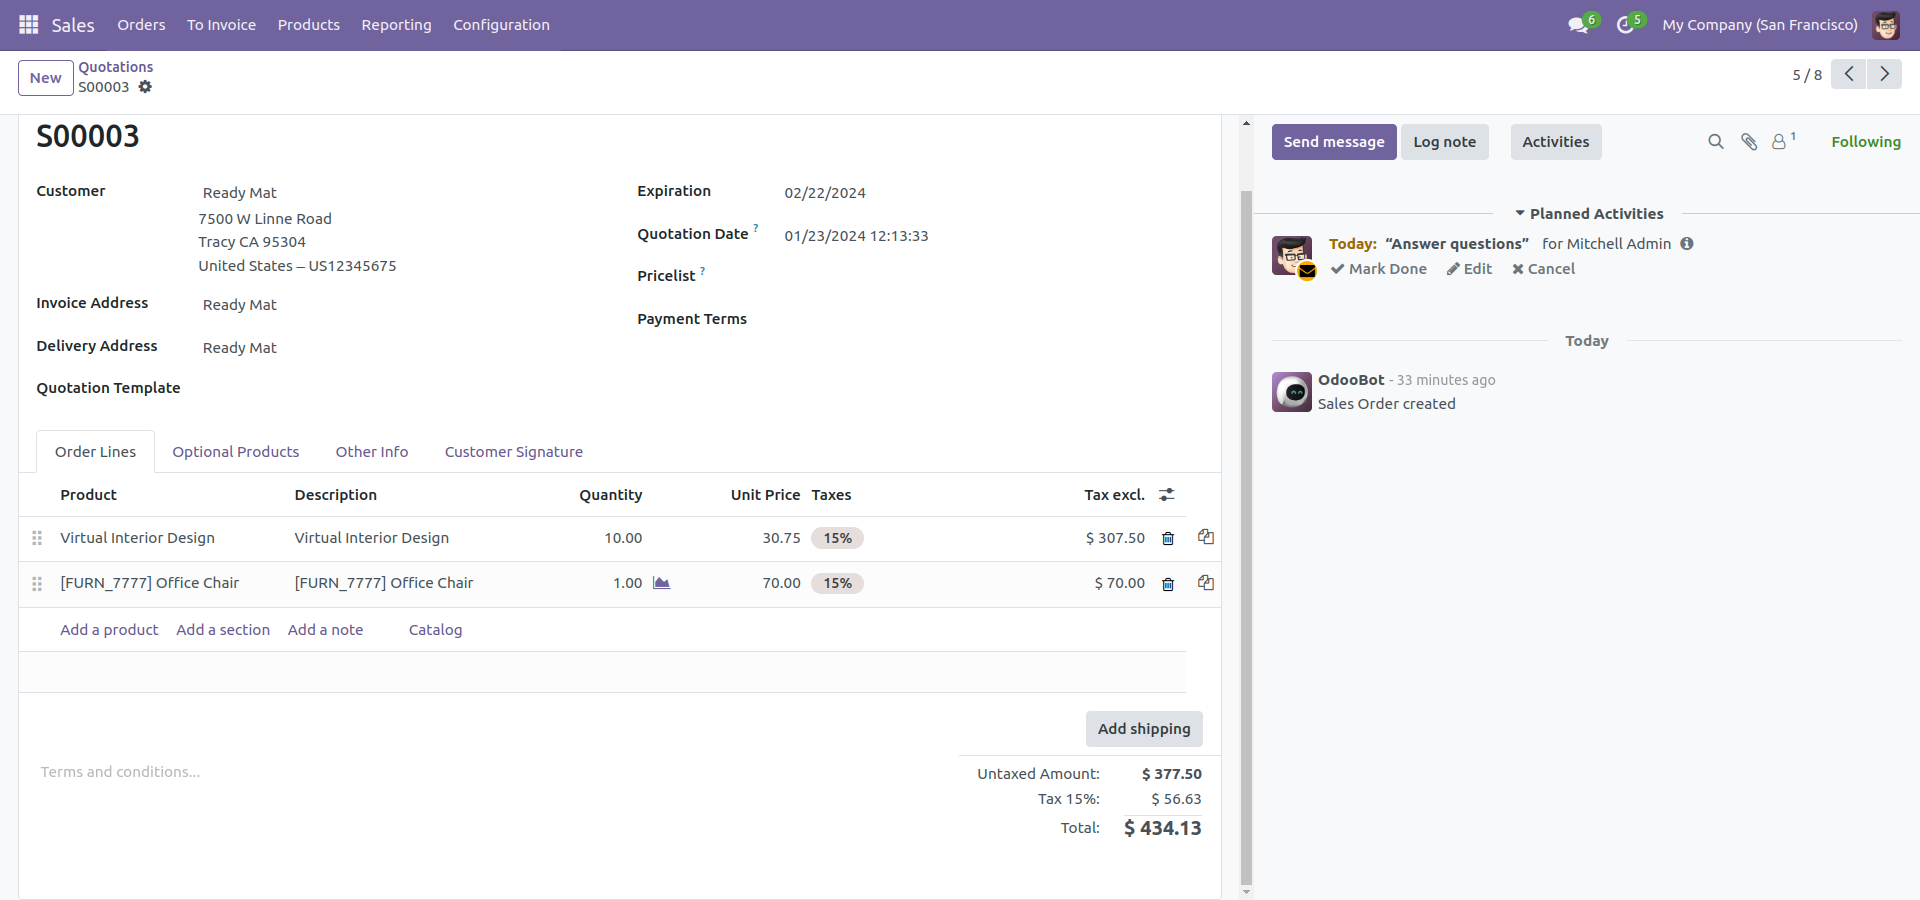 Sales Orders To Invoice Products Reporting Configuration 6 5 My Company (San Francisco)
New Quotations
S00003
5 / 8
S00003
Send message Log note Activities 1 Following
Customer Ready Mat
7500 W Linne Road
Tracy CA 95304
United States – US12345675
Invoice Address Ready Mat
Delivery Address Ready Mat
Quotation Template
Expiration 02/22/2024
Quotation Date ? 01/23/2024 12:13:33
Pricelist ?
Payment Terms
Planned Activities
Today: “Answer questions” for Mitchell Admin
Mark Done Edit Cancel
Today
OdooBot - 33 minutes ago
Sales Order created
Order Lines Optional Products Other Info Customer Signature
Product Description Quantity Unit Price Taxes Tax excl.
Virtual Interior Design Virtual Interior Design 10.00 30.75 15% $ 307.50
[FURN_7777] Office Chair [FURN_7777] Office Chair 1.00 70.00 15% $ 70.00
Add a product Add a section Add a note Catalog
Add shipping
Terms and conditions...
Untaxed Amount: $ 377.50
Tax 15%: $ 56.63
Total: $ 434.13